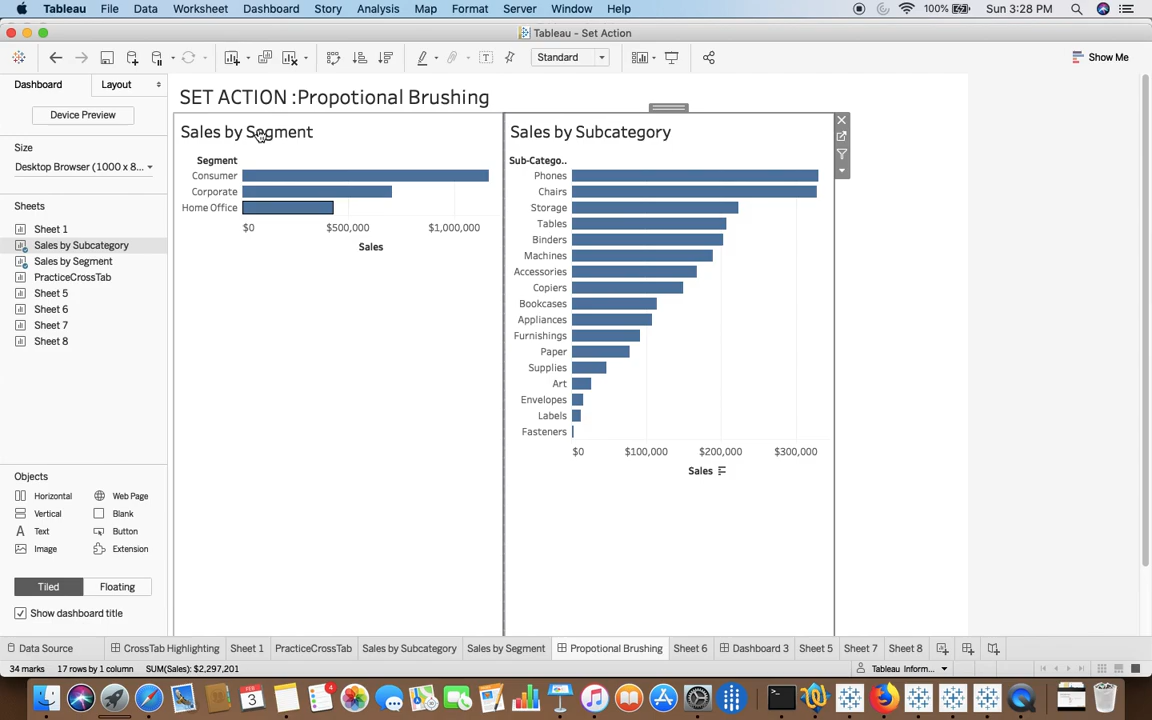 Tableau File Data Worksheet Dashboard Story Analysis Map Format Server Window Help 100% Sun 3:28 PM
Tableau - Set Action
Standard Show Me
Dashboard Layout
SET ACTION :Propotional Brushing
Device Preview
Sales by Segment Sales by Subcategory
Size
Desktop Browser (1000 x 8...
Segment
Consumer
Corporate
Home Office
$0 $500,000 $1,000,000
Sales
Sub-Catego..
Phones
Chairs
Storage
Tables
Binders
Machines
Accessories
Copiers
Bookcases
Appliances
Furnishings
Paper
Supplies
Art
Envelopes
Labels
Fasteners
$0 $100,000 $200,000 $300,000
Sales
Sheets
Sheet 1
Sales by Subcategory
Sales by Segment
PracticeCrossTab
Sheet 5
Sheet 6
Sheet 7
Sheet 8
Objects
Horizontal Web Page
Vertical Blank
Text Button
Image Extension
Tiled Floating
Show dashboard title
Data Source CrossTab Highlighting Sheet 1 PracticeCrossTab Sales by Subcategory Sales by Segment Propotional Brushing Sheet 6 Dashboard 3 Sheet 5 Sheet 7 Sheet 8
34 marks 17 rows by 1 column SUM(Sales): $2,297,201 Tableau Inform...
FEB
3
4